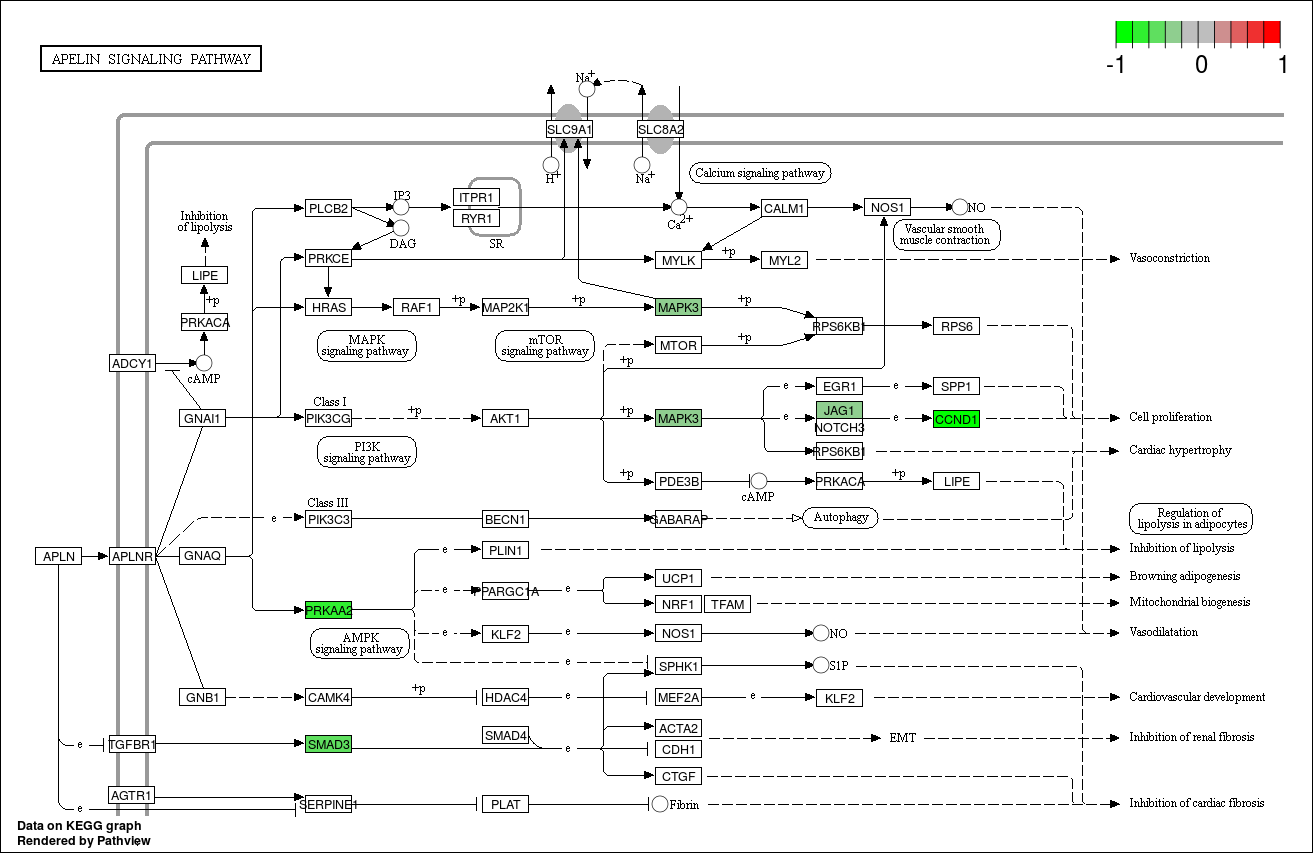 APELIN SIGNALING PATHWAY
-1 0 1
Na+
SLC9A1 SLC8A2
H+ Na+
Calcium signaling pathway
Inhibition
of lipolysis
PLCB2 IP3 ITPR1
RYR1
SR
DAG
Ca2+
CALM1 NOS1 NO
Vascular smooth
muscle contraction
PRKCE MYLK +p MYL2 Vasoconstriction
LIPE
+p
PRKACA
HRAS RAF1 +p MAP2K1 +p MAPK3 +p
RPS6KB1 RPS6
MAPK
signaling pathway
mTOR
signaling pathway
MTOR +p
+p
ADCY1 cAMP
EGR1 e SPP1
e
GNAI1 Class I
PIK3CG +p AKT1 +p MAPK3 e JAG1
NOTCH3 e CCND1 Cell proliferation
PI3K
signaling pathway
RPS6KB1 Cardiac hypertrophy
+p PDE3B cAMP PRKACA +p LIPE
Class III
e PIK3C3 BECN1 GABARAP Autophagy
Regulation of
lipolysis in adipocytes
APLN APLNR GNAQ e PLIN1 Inhibition of lipolysis
UCP1 Browning adipogenesis
e PPARGC1A e
NRF1 TFAM Mitochondrial biogenesis
PRKAA2
AMPK
signaling pathway
e KLF2 e NOS1 NO Vasodilatation
e SPHK1 S1P
GNB1 CAMK4 +p HDAC4 e MEF2A e KLF2 Cardiovascular development
ACTA2
e TGFBR1 SMAD3 SMAD4 e CDH1 EMT Inhibition of renal fibrosis
CTGF
AGTR1
e SERPINE1 PLAT Fibrin Inhibition of cardiac fibrosis
Data on KEGG graph
Rendered by Pathview